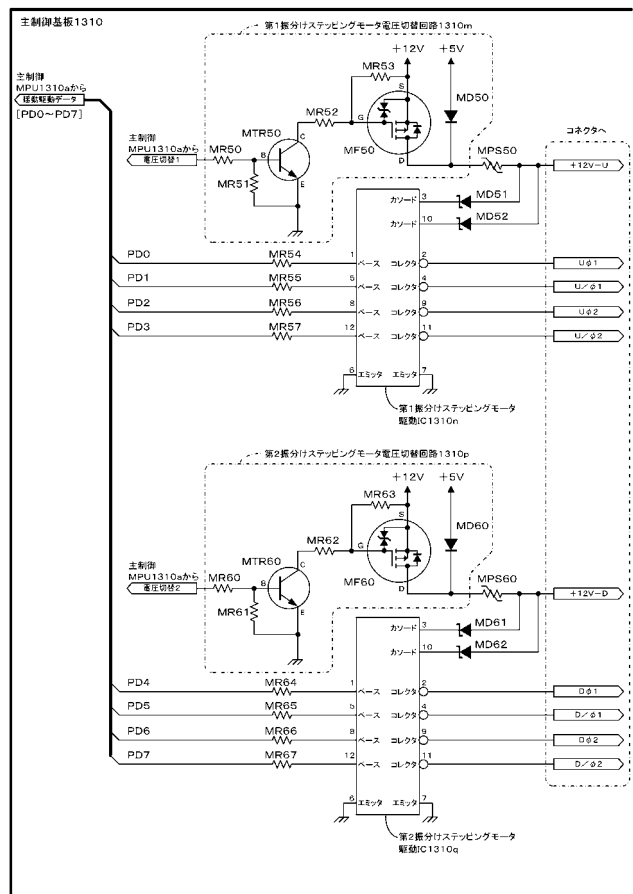 主制御基板1310
第1振分けステッピングモータ電圧切替回路1310m
+12V
+5V
MR53
S
主制御
MPU1310aから
様動駆動データ
[PD0～PD7]
MR52
G
MD50
MTR50
C
MF50
D
コネクタへ
主制御
MPU1310aから
電圧切替1
MR50
B
MR51
E
MPS50
+12V-U
カソード
3
MD51
カソード
10
MD52
PD0
MR54
1
ベース
コレクタ
2
Uφ1
PD1
MR55
5
ベース
コレクタ
4
U/φ1
PD2
MR56
8
ベース
コレクタ
9
Uφ2
PD3
MR57
12
ベース
コレクタ
11
U/φ2
6
エミッタ
エミッタ
7
第1振分けステッピングモータ
駆動IC1310n
第2振分けステッピングモータ電圧切替回路1310p
+12V
+5V
MR63
S
MR62
G
MD60
MTR60
C
MF60
D
主制御
MPU1310aから
電圧切替2
MR60
B
MR61
E
MPS60
+12V-D
カソード
3
MD61
カソード
10
MD62
PD4
MR64
1
ベース
コレクタ
2
Dφ1
PD5
MR65
5
ベース
コレクタ
4
D/φ1
PD6
MR66
8
ベース
コレクタ
9
Dφ2
PD7
MR67
12
ベース
コレクタ
11
D/φ2
6
エミッタ
エミッタ
7
第2振分けステッピングモータ
駆動IC1310q